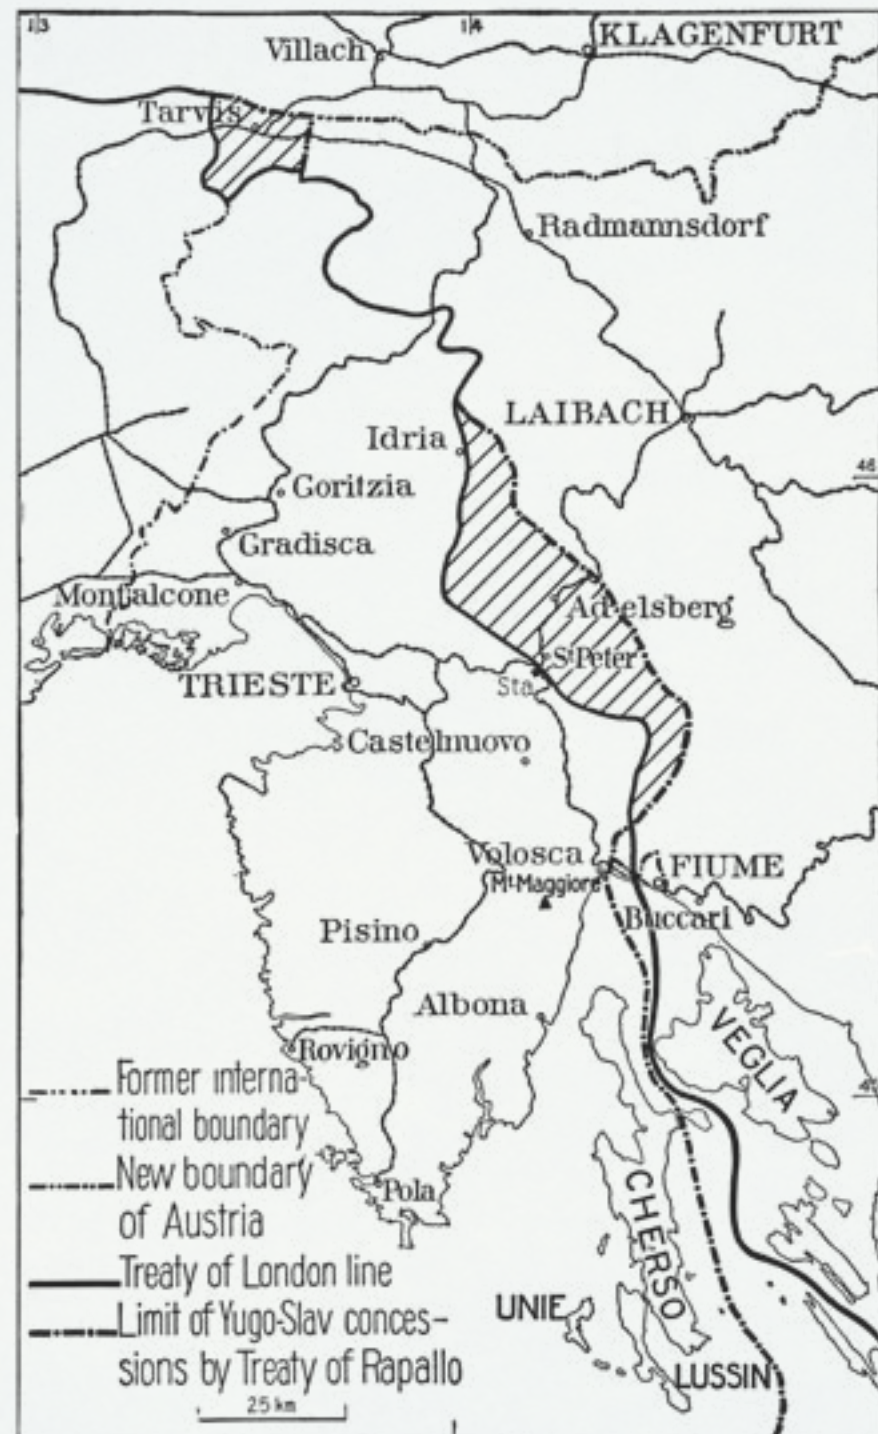 13
14
Villach
KLAGENFURT
Tarvis
Radmannsdorf
LAIBACH
Idria
46
Goritzia
Gradisca
Monfalcone
Adelsberg
St Peter
TRIESTE
Sta
Castelnuovo
Volosca
FIUME
Mt Maggiore
Buccari
Pisino
Albona
VEGLIA
Rovigno
Former interna-
tional boundary
New boundary
of Austria
Pola
CHERSO
Treaty of London line
UNIE
Limit of Yugo-Slav conces-
sions by Treaty of Rapallo
LUSSIN
25 km